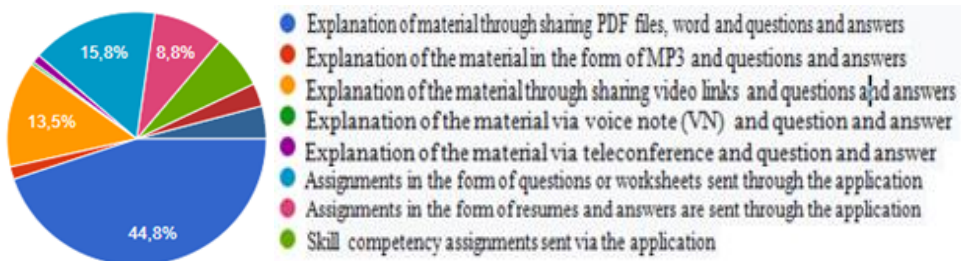 15,8%
8,8%
13,5%
44,8%
Explanation of material through sharing PDF files, word and questions and answers
Explanation of the material in the form of MP3 and questions and answers
Explanation of the material through sharing video links and questions and answers
Explanation of the material via voice note (VN) and question and answer
Explanation of the material via teleconference and question and answer
Assignments in the form of questions or worksheets sent through the application
Assignments in the form of resumes and answers are sent through the application
Skill competency assignments sent via the application